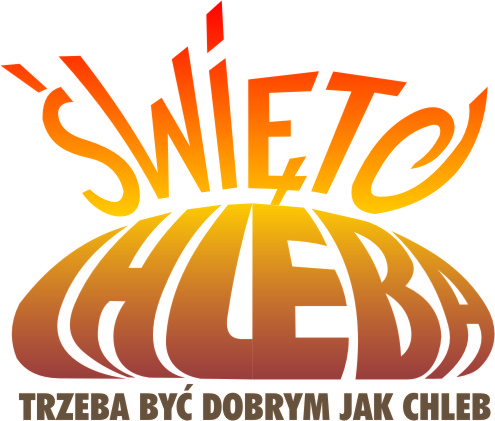 ŚWIĘTO
CHLEBA
TRZEBA BYĆ DOBRYM JAK CHLEB